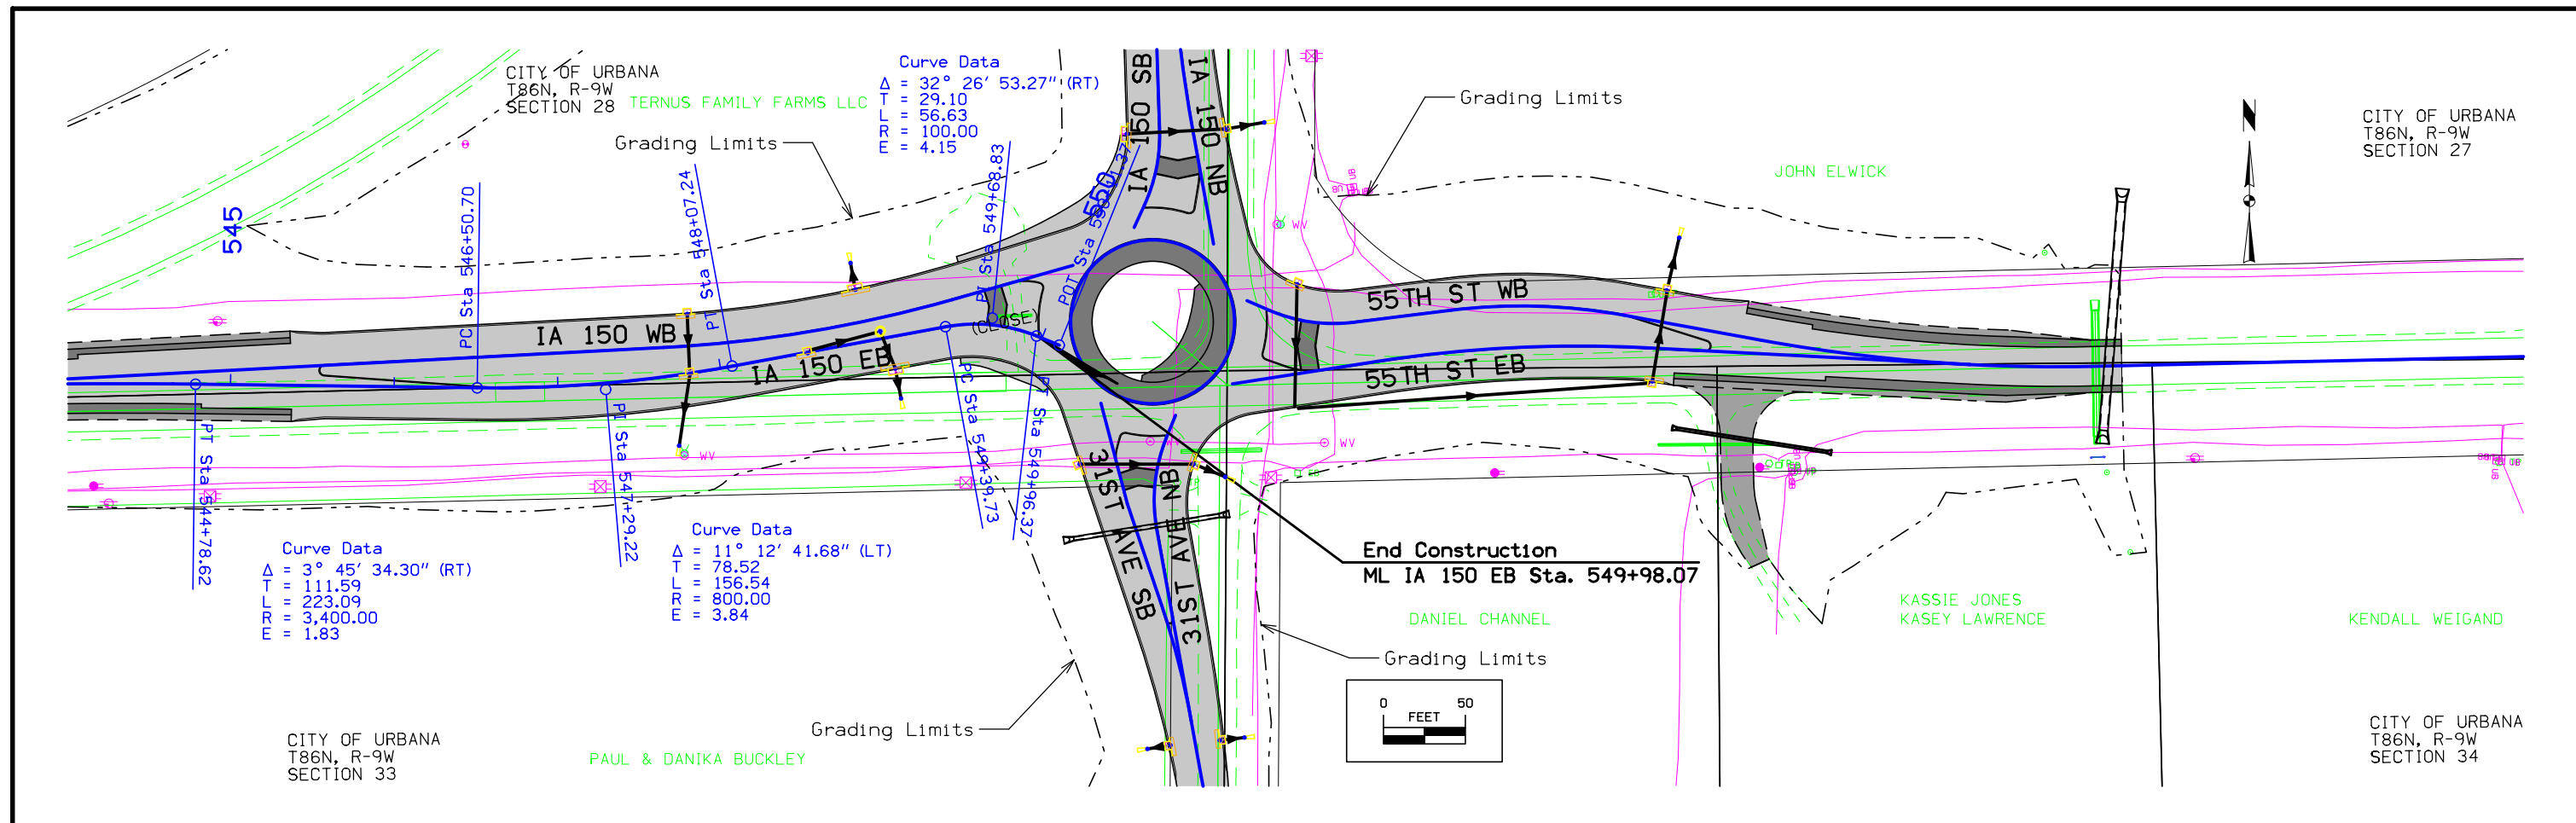 CITY OF URBANA
T86N, R-9W
SECTION 28
TERNUS FAMILY FARMS LLC
Grading Limits
Curve Data
Δ = 32° 26' 53.27" (RT)
T = 29.10
L = 56.63
R = 100.00
E = 4.15
IA 150 SB
IA 150 NB
Grading Limits
JOHN ELWICK
CITY OF URBANA
T86N, R-9W
SECTION 27
545
550
PC Sta 546+50.70
PT Sta 548+07.24
PI Sta 549+68.83
POT Sta
WV
IA 150 WB
IA 150 EB
(CLOSE)
55TH ST WB
55TH ST EB
PT Sta 544+78.62
PI Sta 547+29.22
PC Sta 549+39.73
PT Sta 549+96.37
WV
WV
WV
31ST AVE SB
31ST AVE NB
Curve Data
Δ = 3° 45' 34.30" (RT)
T = 111.59
L = 223.09
R = 3,400.00
E = 1.83
Curve Data
Δ = 11° 12' 41.68" (LT)
T = 78.52
L = 156.54
R = 800.00
E = 3.84
End Construction
ML IA 150 EB Sta. 549+98.07
DANIEL CHANNEL
KASSIE JONES
KASEY LAWRENCE
KENDALL WEIGAND
Grading Limits
0 50
FEET
Grading Limits
CITY OF URBANA
T86N, R-9W
SECTION 33
PAUL & DANIKA BUCKLEY
CITY OF URBANA
T86N, R-9W
SECTION 34